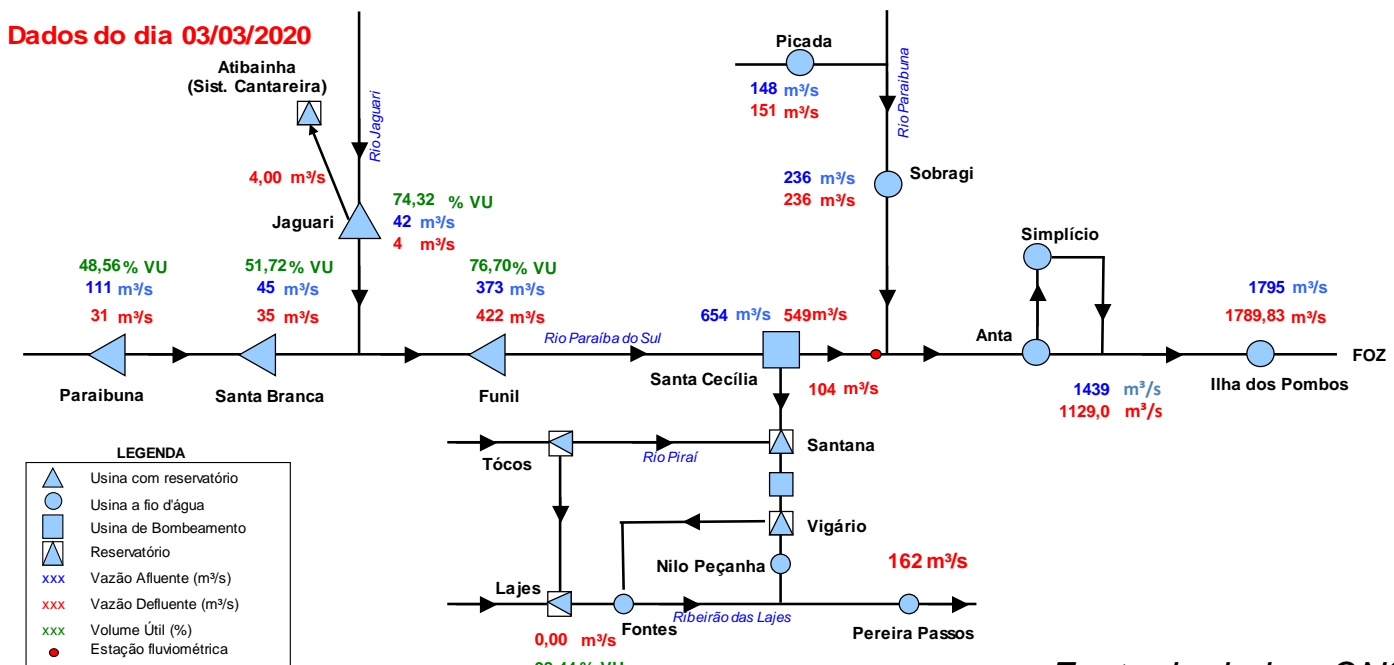 Dados do dia 03/03/2020
Atibainha
(Sist. Cantareira)
Rio Jaguari
4,00 m³/s
Jaguari
74,32 % VU
42 m³/s
4 m³/s
Picada
148 m³/s
151 m³/s
Rio Paraibuna
236 m³/s
236 m³/s
Sobragi
Simplício
48,56% VU
111 m³/s
31 m³/s
51,72% VU
45 m³/s
35 m³/s
76,70% VU
373 m³/s
422 m³/s
654 m³/s 549m³/s
1795 m³/s
1789,83 m³/s
Rio Paraíba do Sul
Anta
FOZ
Paraibuna
Santa Branca
Funil
Santa Cecília
104 m³/s
1439 m³/s
1129,0 m³/s
Ilha dos Pombos
Tócos
Rio Piraí
Santana
Vigário
Nilo Peçanha
162 m³/s
Lajes
Fontes
Ribeirão das Lajes
Pereira Passos
0,00 m³/s
LEGENDA
Usina com reservatório
Usina a fio d'água
Usina de Bombeamento
Reservatório
xxx Vazão Afluente (m³/s)
xxx Vazão Defluente (m³/s)
xxx Volume Útil (%)
Estação fluviométrica